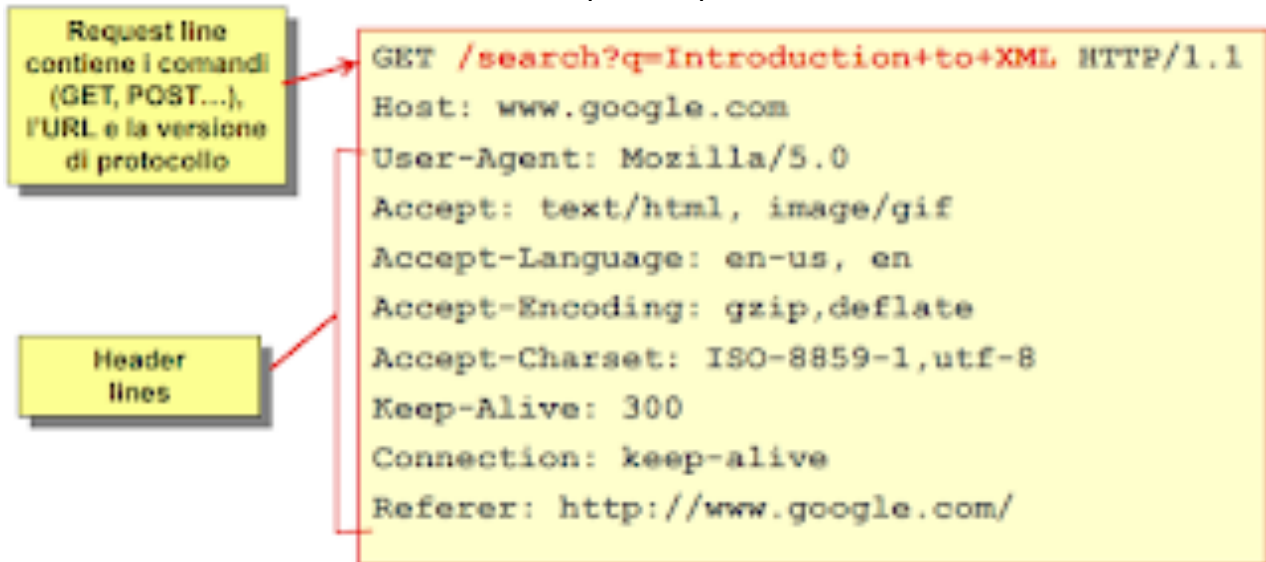 Request line
contiene i comandi
(GET, POST...),
l'URL e la versione
di protocollo
GET /search?q=Introduction+to+XML HTTP/1.1
Host: www.google.com
User-Agent: Mozilla/5.0
Accept: text/html, image/gif
Accept-Language: en-us, en
Accept-Encoding: gzip,deflate
Accept-Charset: ISO-8859-1,utf-8
Keep-Alive: 300
Connection: keep-alive
Referer: http://www.google.com/
Header
lines